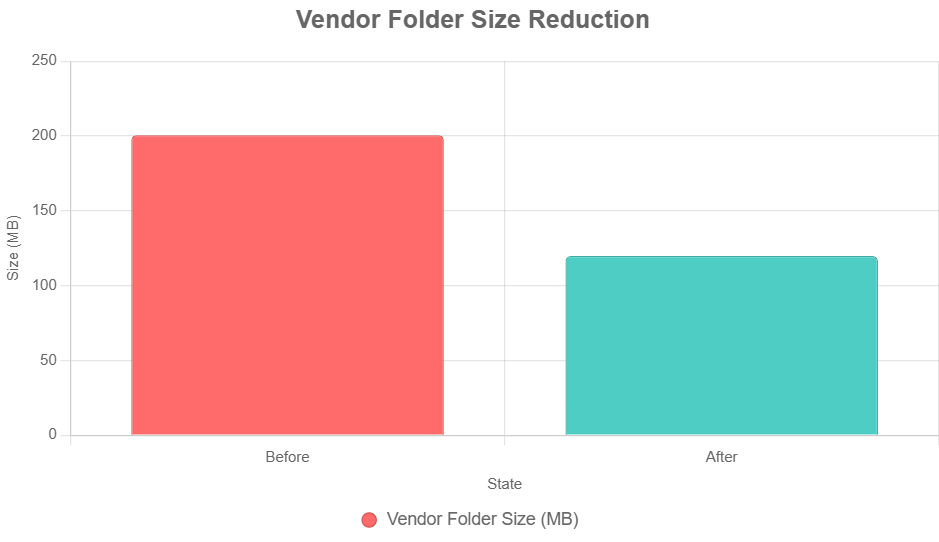 Vendor Folder Size Reduction
250
200
150
100
50
0
Size (MB)
Before
After
State
Vendor Folder Size (MB)